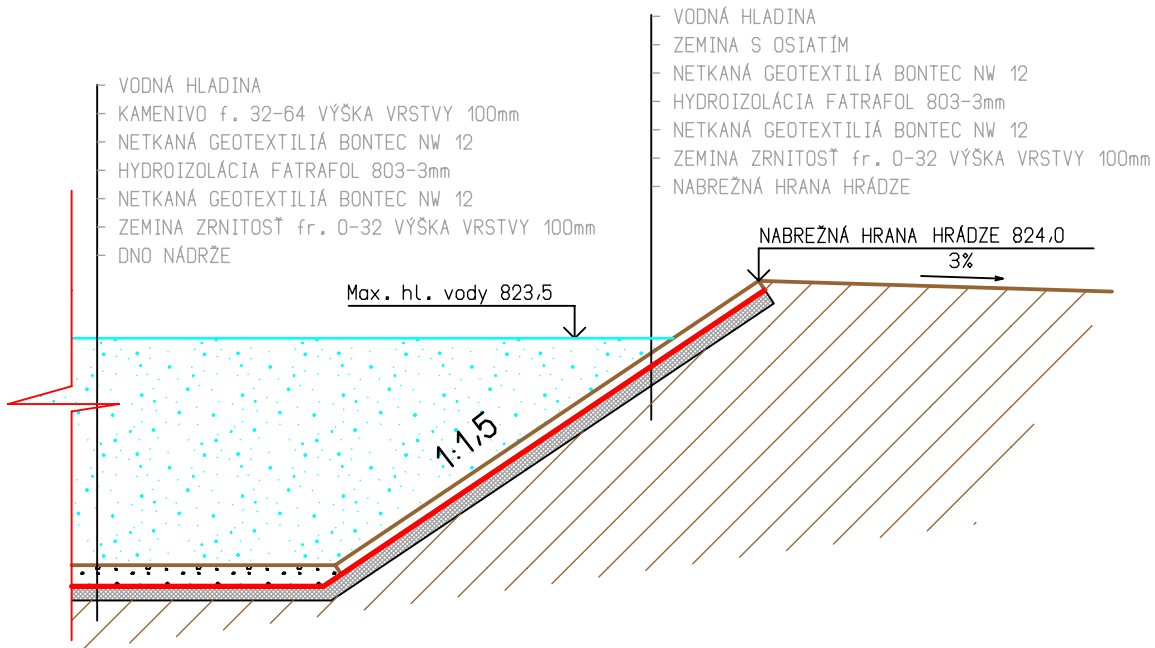 VODNÁ HLADINA
ZEMINA S OSIATÍM
NETKANÁ GEOTEXTILIÁ BONTEC NW 12
HYDROIZOLÁCIA FATRAFOL 803-3mm
NETKANÁ GEOTEXTILIÁ BONTEC NW 12
ZEMINA ZRNITOSŤ fr. 0-32 VÝŠKA VRSTVY 100mm
NABREŽNÁ HRANA HRÁDZE
VODNÁ HLADINA
KAMENIVO f. 32-64 VÝŠKA VRSTVY 100mm
NETKANÁ GEOTEXTILIÁ BONTEC NW 12
HYDROIZOLÁCIA FATRAFOL 803-3mm
NETKANÁ GEOTEXTILIÁ BONTEC NW 12
ZEMINA ZRNITOSŤ fr. 0-32 VÝŠKA VRSTVY 100mm
DNO NÁDRŽE
NABREŽNÁ HRANA HRÁDZE 824,0
3%
Max. hl. vody 823,5
1:1,5